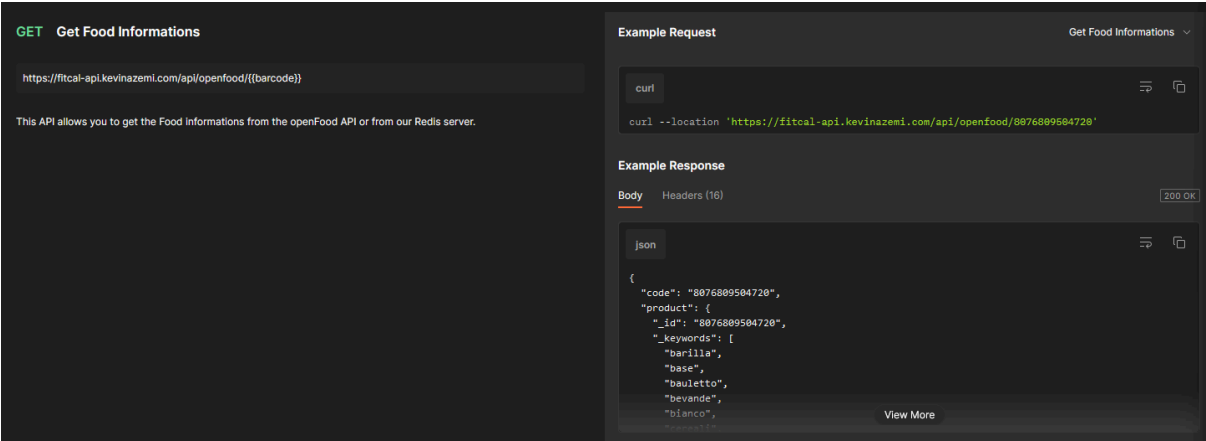 GET Get Food Informations
https://fitcal-api.kevinazemi.com/api/openfood/{{barcode}}
This API allows you to get the Food informations from the openFood API or from our Redis server.
Example Request
Get Food Informations
curl
curl --location 'https://fitcal-api.kevinazemi.com/api/openfood/8076809504720'
Example Response
Body Headers (16)
200 OK
json
{
"code": "8076809504720",
"product": {
"_id": "8076809504720",
"_keywords": [
"barilla",
"base",
"bauletto",
"bevande",
"bianco",
View More